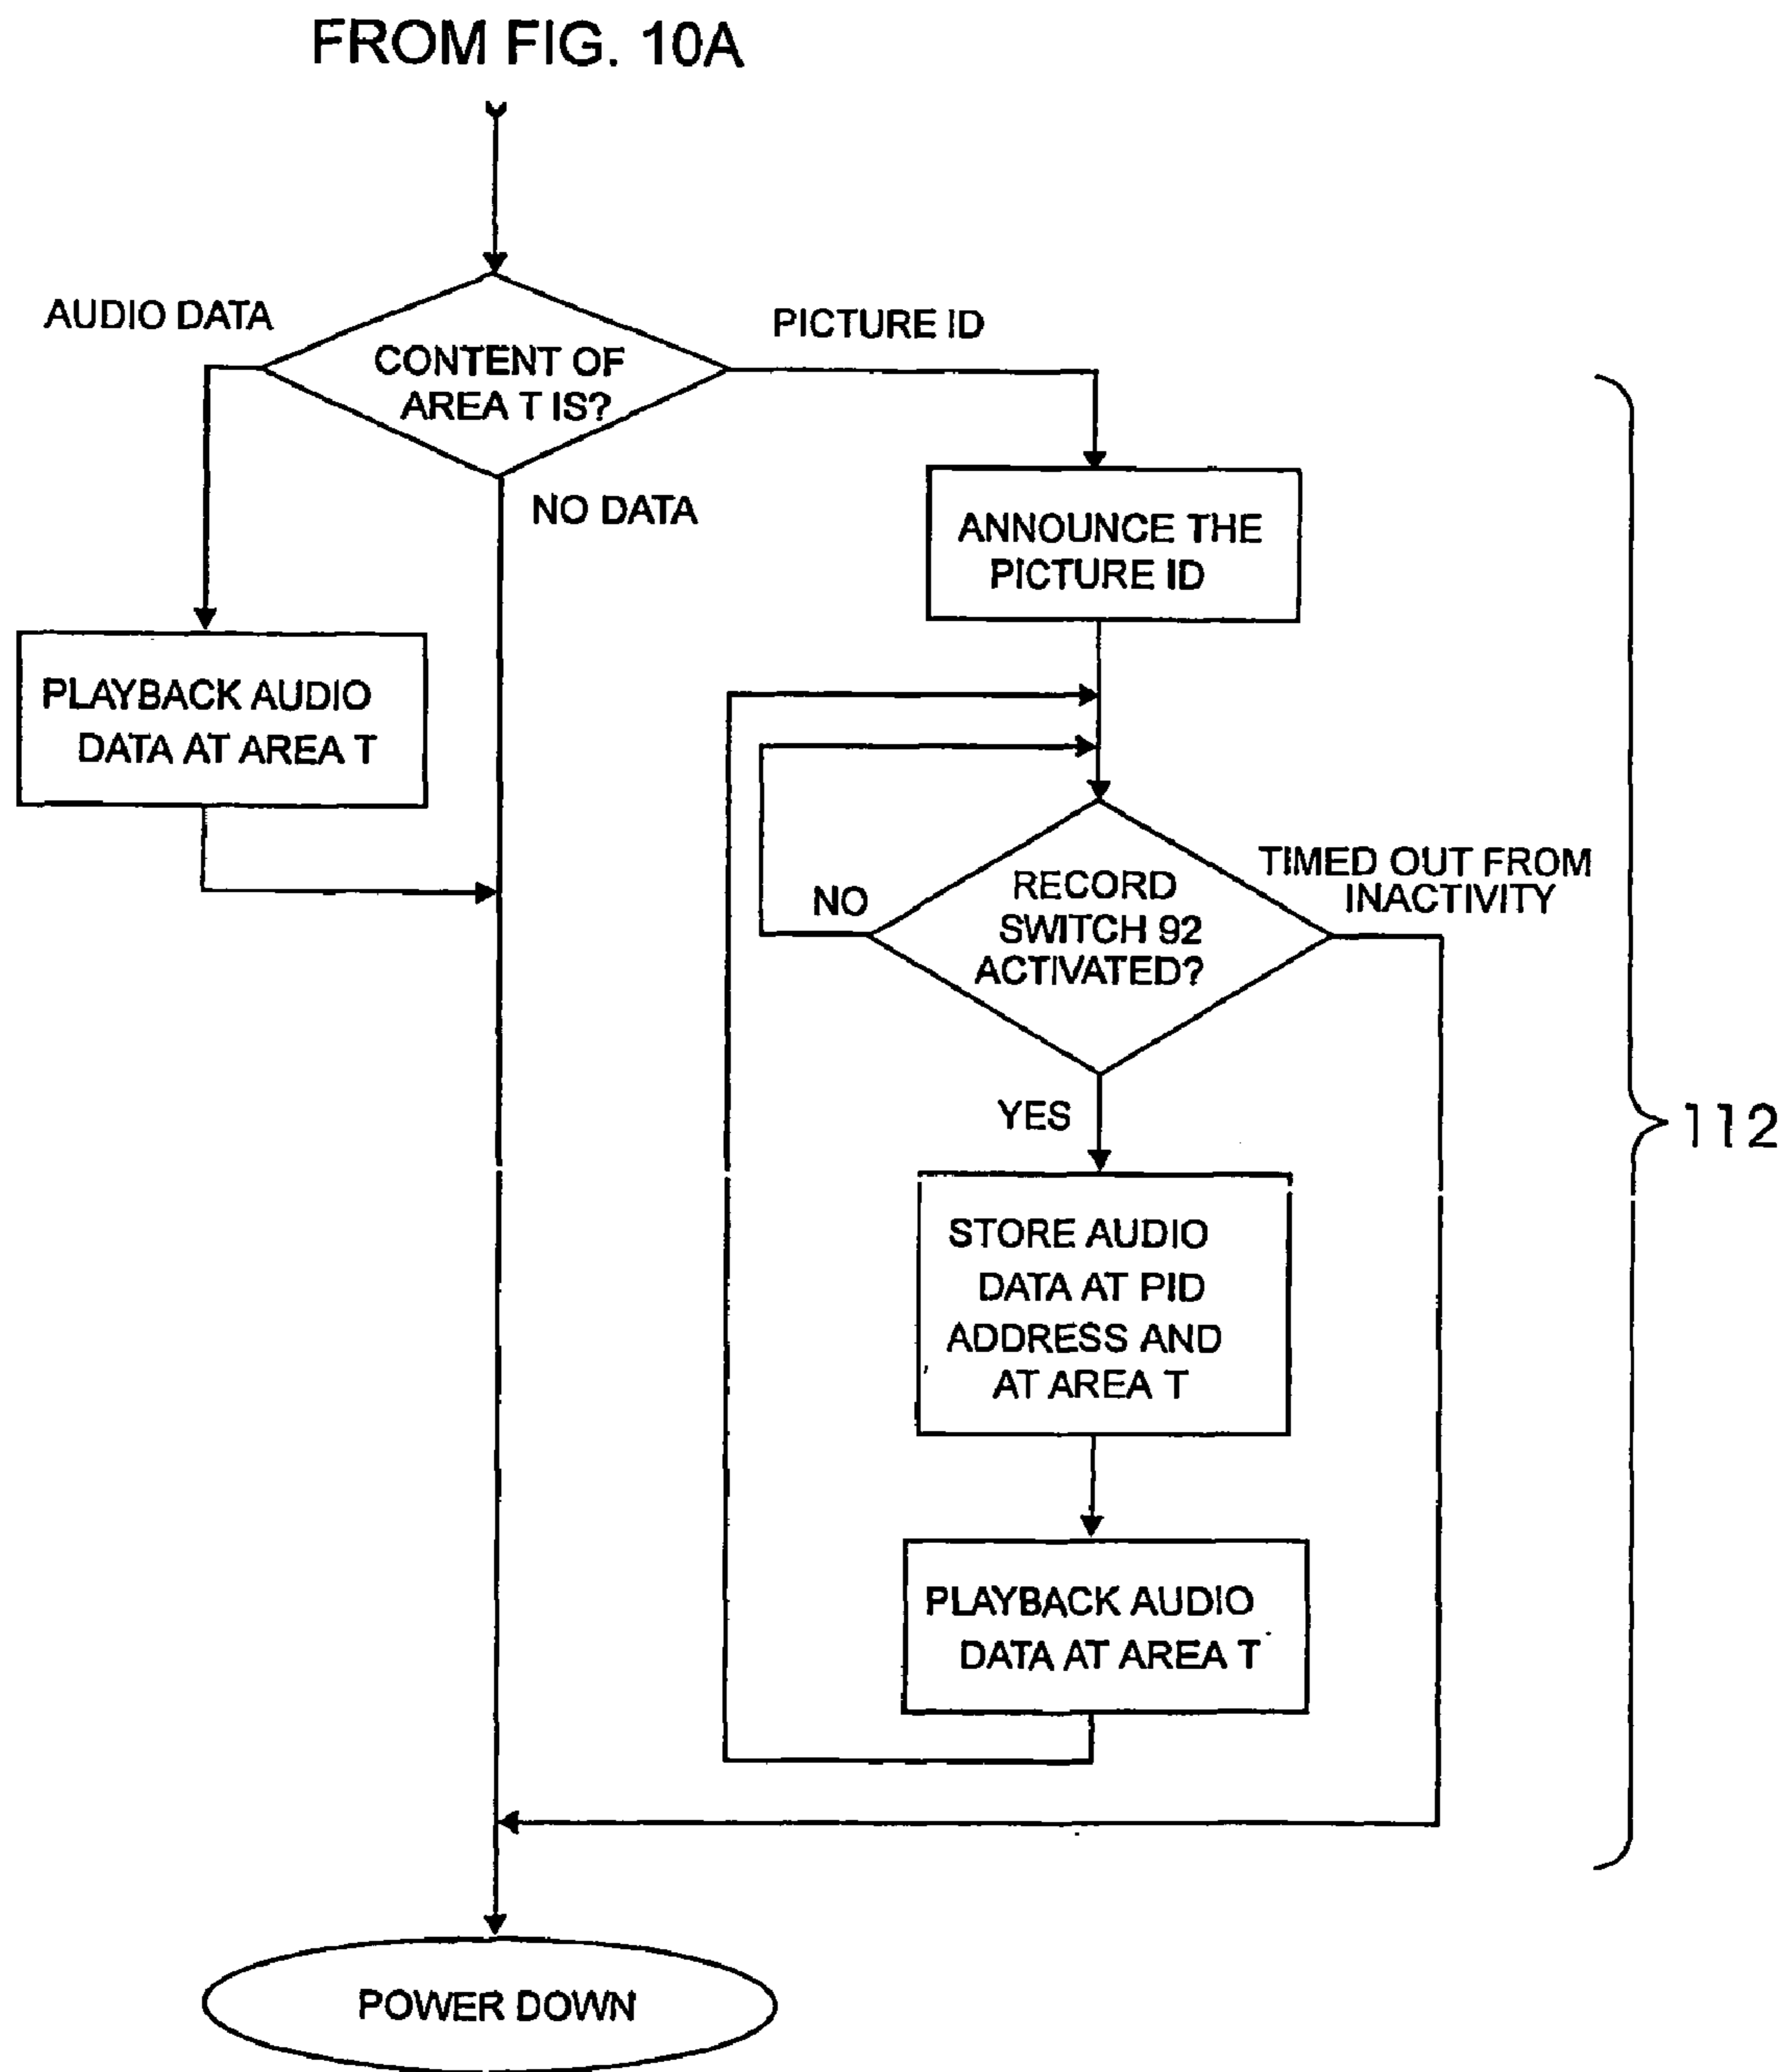 FROM FIG. 10A
AUDIO DATA
PICTURE ID
CONTENT OF
AREA T IS?
NO DATA
ANNOUNCE THE
PICTURE ID
PLAYBACK AUDIO
DATA AT AREA T
NO
RECORD
SWITCH 92
ACTIVATED?
TIMED OUT FROM
INACTIVITY
YES
112
STORE AUDIO
DATA AT PID
ADDRESS AND
AT AREA T
PLAYBACK AUDIO
DATA AT AREA T
POWER DOWN